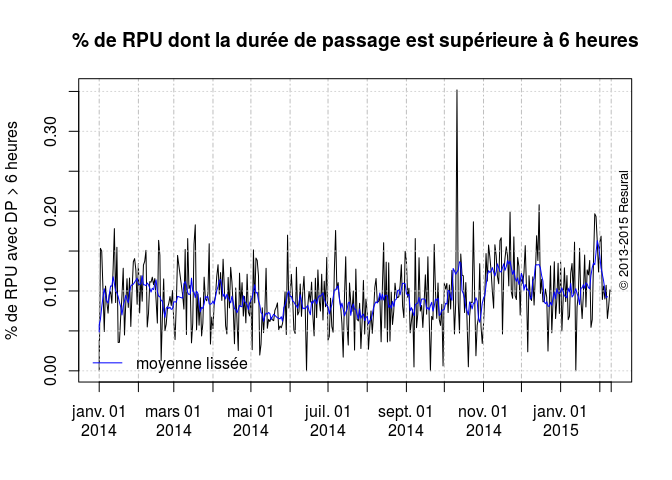 % de RPU dont la durée de passage est supérieure à 6 heures
% de RPU avec DP > 6 heures
0.30
0.20
0.10
0.00
© 2013-2015 Resural
moyenne lissée
janv. 01 mars 01 mai 01 juil. 01 sept. 01 nov. 01 janv. 01
2014 2014 2014 2014 2014 2014 2015